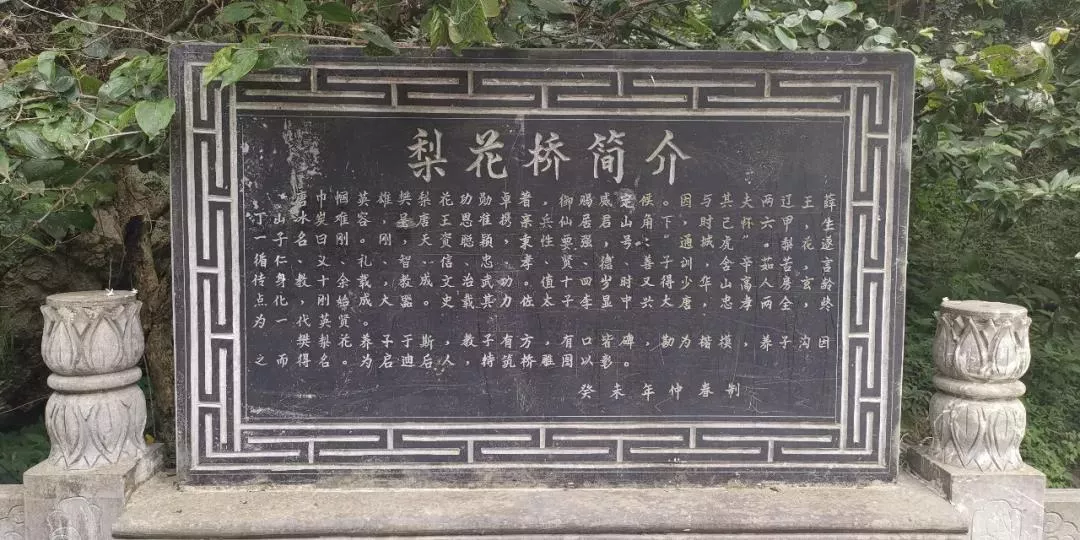 梨花桥简介
唐巾帼英雄,樊梨花功勋卓著,御赐威宁候。因与其夫两辽王,薛
丁山冰炭难容,刚呈唐王恩准携亲兵仙居君山角下,时已怀六甲,生
一子名曰刚。刚,天资聪颖,秉性要强,号:“通城虎”。梨花遂
循仁、义礼,智信忠孝贤德善训舍辛茹苦,言
传身教,十余载,教文治武功。值十四岁时又得少华山高人房玄龄
点化,刚始成器。史载其力佐太子李显中兴大唐,忠孝两全,终
为一代英贤。
樊梨花养子于斯,教子有方,有口皆碑,勘为楷模,养子沟因
之而得名。为启迪后人,特筑桥雅图以影。
癸未年仲春制